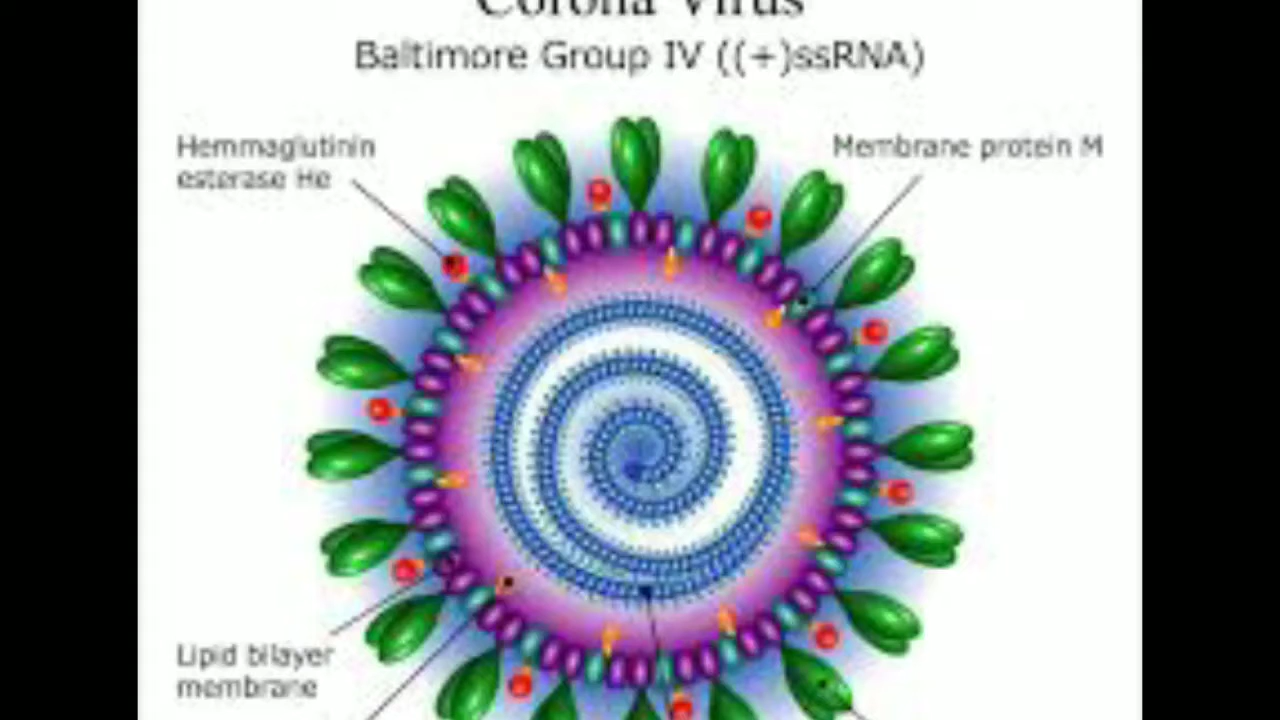 Corona Virus
Baltimore Group IV ((+)ssRNA)
Hemmaglutinin
esterase He
Membrane protein M
Lipid bilayer
membrane